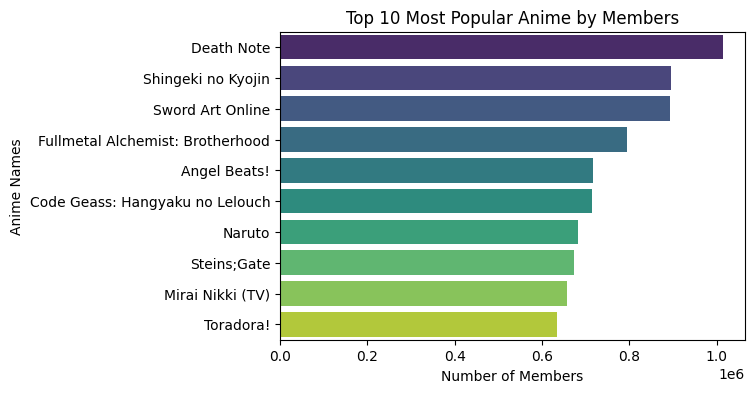 Top 10 Most Popular Anime by Members
Anime Names
Death Note
Shingeki no Kyojin
Sword Art Online
Fullmetal Alchemist: Brotherhood
Angel Beats!
Code Geass: Hangyaku no Lelouch
Naruto
Steins;Gate
Mirai Nikki (TV)
Toradora!
0.0 0.2 0.4 0.6 0.8 1.0
1e6
Number of Members